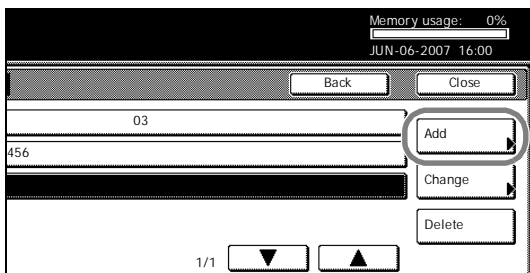 Memory usage: 0%
JUN-06-2007 16:00
Back Close
03
Add
456
Change
Delete
1/1